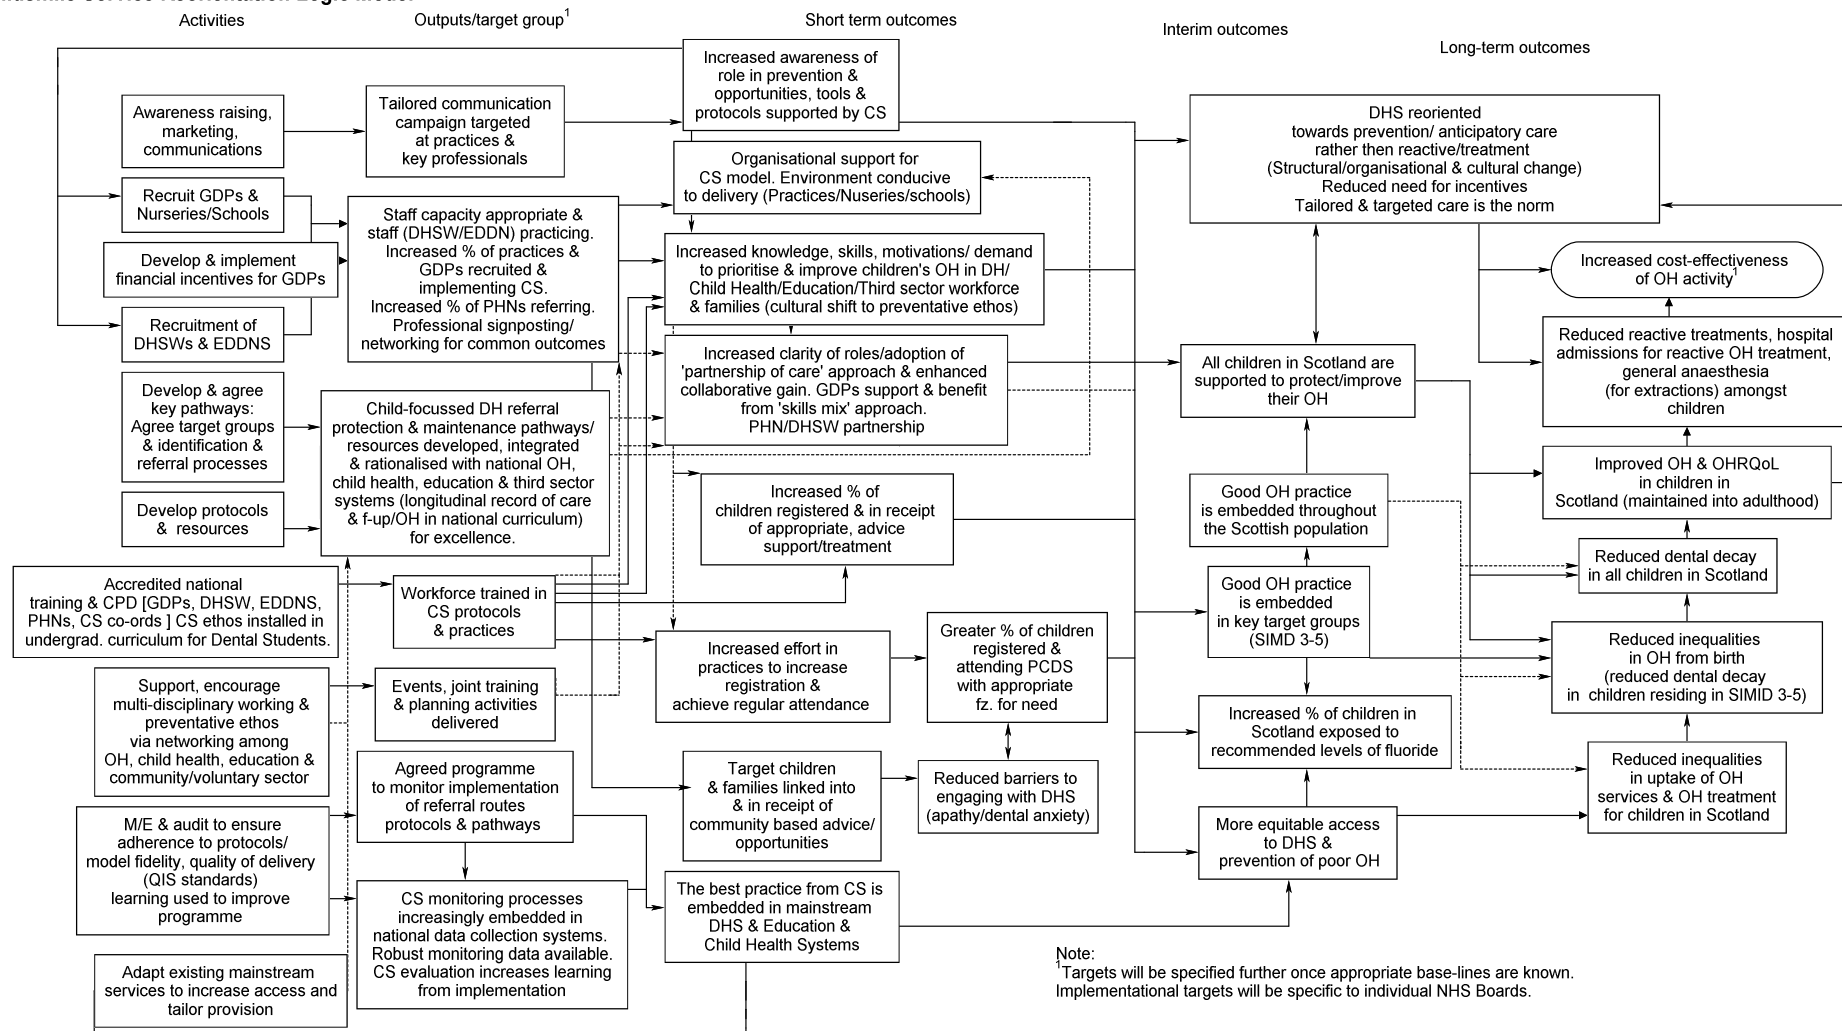 Activities
Outputs/target group1
Short term outcomes
Interim outcomes
Long-term outcomes
Awareness raising,
marketing,
communications
Recruit GDPs &
Nurseries/Schools
Develop & implement
financial incentives for GDPs
Recruitment of
DHSWs & EDDNS
Develop & agree
key pathways:
Agree target groups
& identification &
referral processes
Develop protocols
& resources
Accredited national
training & CPD [GDPs, DHSW, EDDNS,
PHNs, CS co-ords ] CS ethos installed in
undergrad. curriculum for Dental Students.
Support, encourage
multi-disciplinary working &
preventative ethos
via networking among
OH, child health, education &
community/voluntary sector
M/E & audit to ensure
adherence to protocols/
model fidelity, quality of delivery
(QIS standards)
learning used to improve
programme
Adapt existing mainstream
services to increase access and
tailor provision
Tailored communication
campaign targeted
at practices &
key professionals
Staff capacity appropriate &
staff (DHSW/EDDN) practicing.
Increased % of practices &
GDPs recruited &
implementing CS.
Increased % of PHNs referring.
Professional signposting/
networking for common outcomes
Child-focussed DH referral
protection & maintenance pathways/
resources developed, integrated
& rationalised with national OH,
child health, education & third sector
systems (longitudinal record of care
& f-up/OH in national curriculum)
for excellence.
Workforce trained in
CS protocols
& practices
Events, joint training
& planning activities
delivered
Agreed programme
to monitor implementation
of referral routes
protocols & pathways
CS monitoring processes
increasingly embedded in
national data collection systems.
Robust monitoring data available.
CS evaluation increases learning
from implementation
Increased awareness of
role in prevention &
opportunities, tools &
protocols supported by CS
Organisational support for
CS model. Environment conducive
to delivery (Practices/Nuseries/schools)
Increased knowledge, skills, motivations/ demand
to prioritise & improve children's OH in DH/
Child Health/Education/Third sector workforce
& families (cultural shift to preventative ethos)
Increased clarity of roles/adoption of
'partnership of care' approach & enhanced
collaborative gain. GDPs support & benefit
from 'skills mix' approach.
PHN/DHSW partnership
Increased % of
children registered & in receipt
of appropriate, advice
support/treatment
Increased effort in
practices to increase
registration &
achieve regular attendance
Greater % of children
registered &
attending PCDS
with appropriate
fz. for need
Target children
& families linked into
& in receipt of
community based advice/
opportunities
Reduced barriers to
engaging with DHS
(apathy/dental anxiety)
The best practice from CS is
embedded in mainstream
DHS & Education &
Child Health Systems
DHS reoriented
towards prevention/ anticipatory care
rather then reactive/treatment
(Structural/organisational & cultural change)
Reduced need for incentives
Tailored & targeted care is the norm
All children in Scotland are
supported to protect/improve
their OH
Good OH practice
is embedded throughout
the Scottish population
Good OH practice
is embedded
in key target groups
(SIMD 3-5)
Increased % of children in
Scotland exposed to
recommended levels of fluoride
More equitable access
to DHS &
prevention of poor OH
Increased cost-effectiveness
of OH activity1
Reduced reactive treatments, hospital
admissions for reactive OH treatment,
general anaesthesia
(for extractions) amongst
children
Improved OH & OHRQoL
in children in
Scotland (maintained into adulthood)
Reduced dental decay
in all children in Scotland
Reduced inequalities
in OH from birth
(reduced dental decay
in children residing in SIMID 3-5)
Reduced inequalities
in uptake of OH
services & OH treatment
for children in Scotland
Note:
1Targets will be specified further once appropriate base-lines are known.
Implementational targets will be specific to individual NHS Boards.